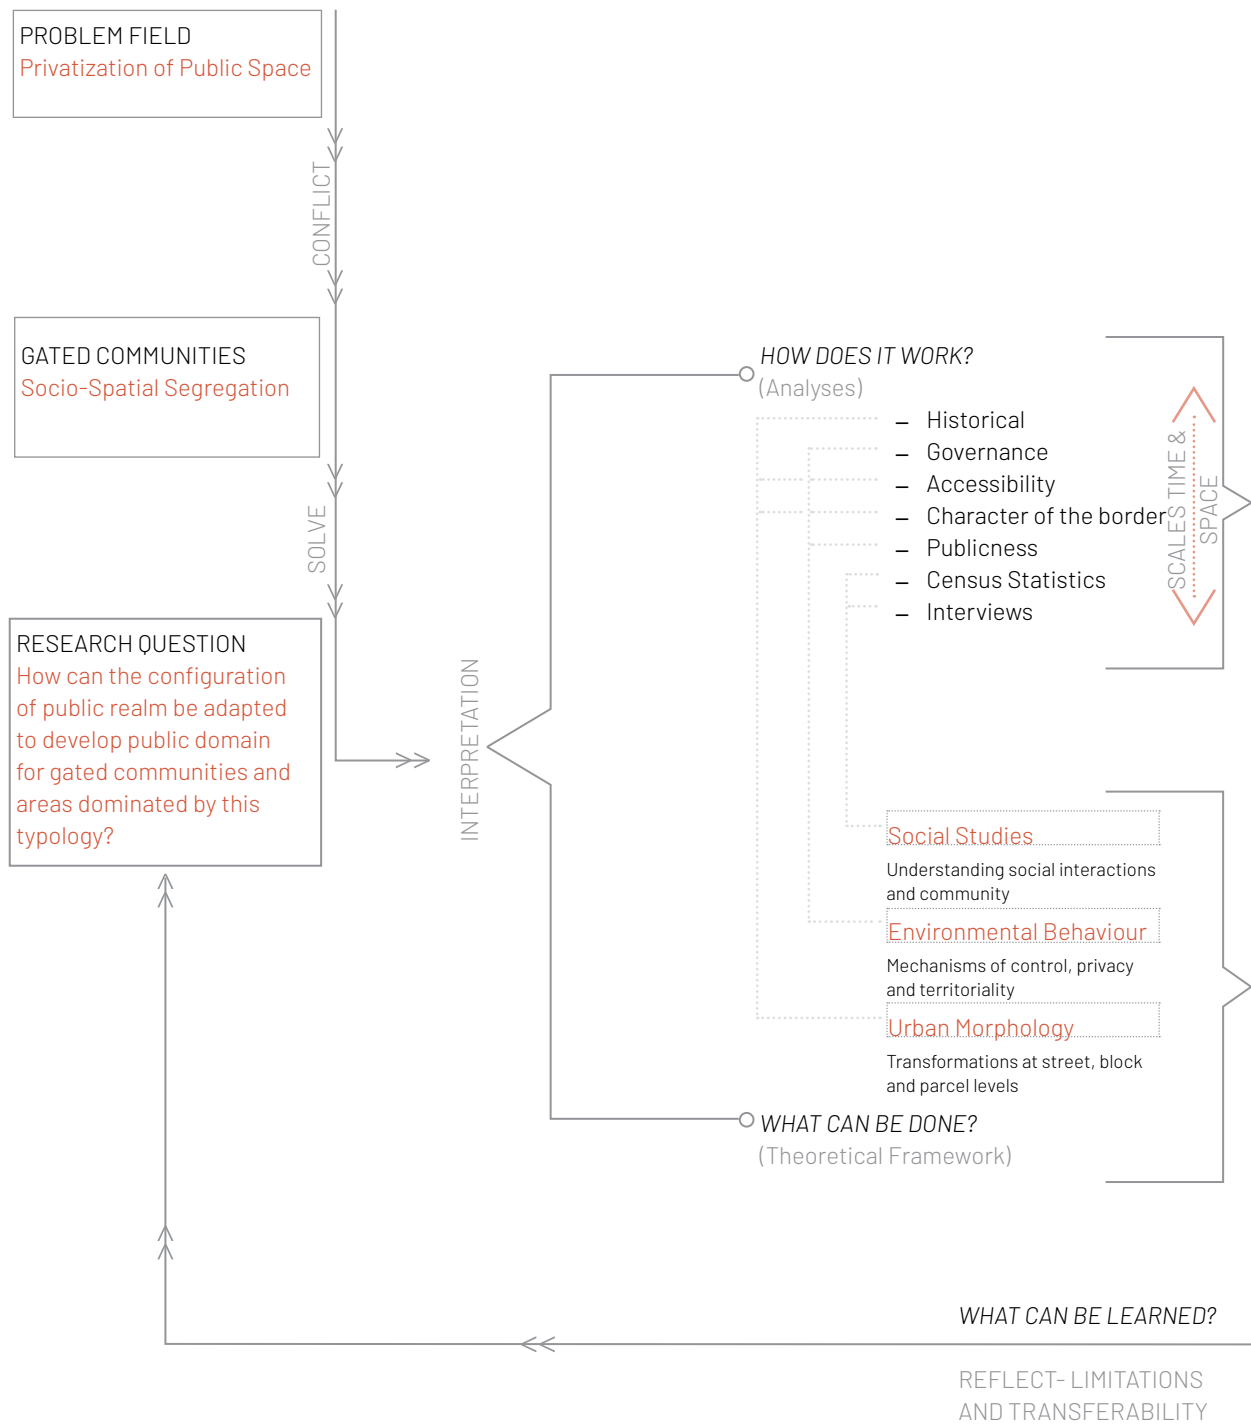 PROBLEM FIELD
Privatization of Public Space
CONFLICT
GATED COMMUNITIES
Socio-Spatial Segregation
SOLVE
RESEARCH QUESTION
How can the configuration
of public realm be adapted
to develop public domain
for gated communities and
areas dominated by this
typology?
INTERPRETATION
HOW DOES IT WORK?
(Analyses)
– Historical
– Governance
– Accessibility
– Character of the border
– Publicness
– Census Statistics
– Interviews
SCALES TIME &
SPACE
Social Studies
Understanding social interactions
and community
Environmental Behaviour
Mechanisms of control, privacy
and territoriality
Urban Morphology
Transformations at street, block
and parcel levels
WHAT CAN BE DONE?
(Theoretical Framework)
WHAT CAN BE LEARNED?
REFLECT- LIMITATIONS
AND TRANSFERABILITY